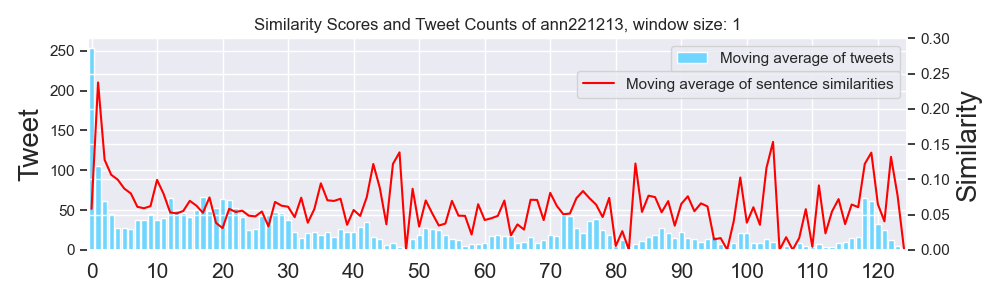 Similarity Scores and Tweet Counts of ann221213, window size: 1
Tweet
250
200
150
100
50
0
Moving average of tweets
Moving average of sentence similarities
0.30
0.25
0.20
0.15
0.10
0.05
0.00
Similarity
0 10 20 30 40 50 60 70 80 90 100 110 120